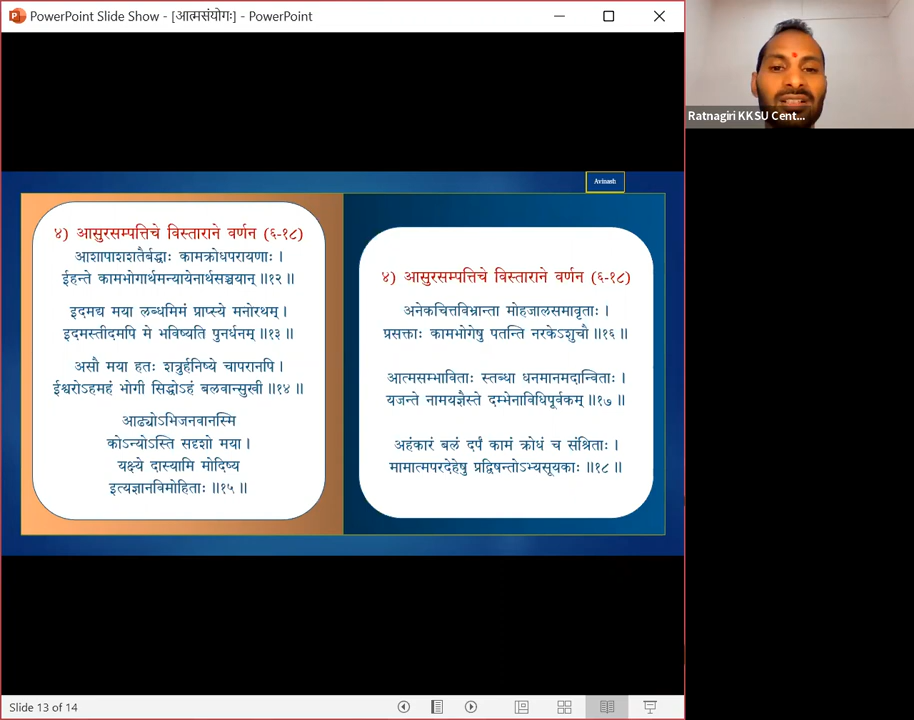 PowerPoint Slide Show - [आत्मसंयोगः] - PowerPoint
Ratnagiri KKSU Cent...
Avinash
४) आसुरसम्पत्तिचे विस्ताराने वर्णन (६-१८)
आशापाशशतैर्बद्धाः कामक्रोधपरायणाः ।
ईहन्ते कामभोगार्थमन्यायेनार्थसञ्चयान् ॥१२॥
इदमद्य मया लब्धमिमं प्राप्स्ये मनोरथम् ।
इदमस्तीदमपि मे भविष्यति पुनर्धनम् ॥१३॥
असौ मया हतः शत्रुर्हनिष्ये चापरानपि ।
ईश्वरोऽहमहं भोगी सिद्धोऽहं बलवान्सुखी ॥१४॥
आढ्योऽभिजनवानस्मि
कोऽन्योऽस्ति सदृशो मया ।
यक्ष्ये दास्यामि मोदिष्य
इत्यज्ञानविमोहिताः ॥१५॥
४) आसुरसम्पत्तिचे विस्ताराने वर्णन (६-१८)
अनेकचित्तविभ्रान्ता मोहजालसमावृताः ।
प्रसक्ताः कामभोगेषु पतन्ति नरकेऽशुचौ ॥१६॥
आत्मसम्भाविताः स्तब्धा धनमानमदान्विताः ।
यजन्ते नामयज्ञैस्ते दम्भेनाविधिपूर्वकम् ॥१७॥
अहंकारं बलं दर्पं कामं क्रोधं च संश्रिताः ।
मामात्मपरदेहेषु प्रद्विषन्तोऽभ्यसूयकाः ॥१८॥
Slide 13 of 14